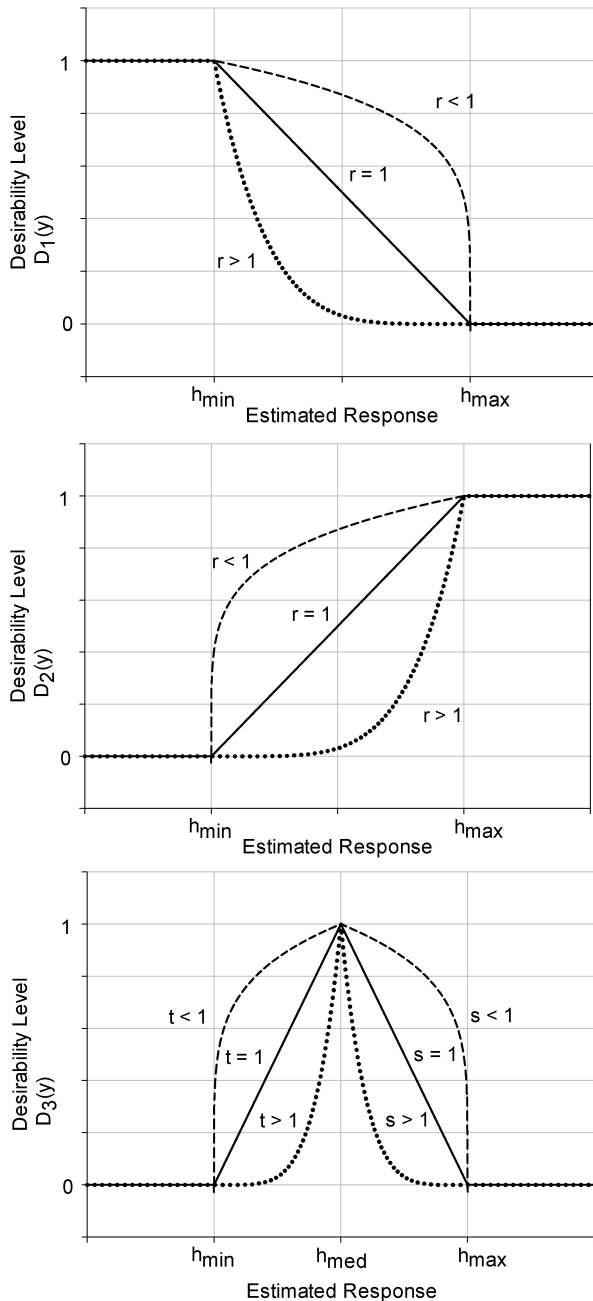 1
r < 1
r = 1
r > 1
0
Desirability Level
D1(y)
hmin
hmax
Estimated Response
1
r < 1
r = 1
r > 1
0
Desirability Level
D2(y)
hmin
hmax
Estimated Response
1
t < 1
s < 1
t = 1
s = 1
t > 1
s > 1
0
Desirability Level
D3(y)
hmin
hmed
hmax
Estimated Response